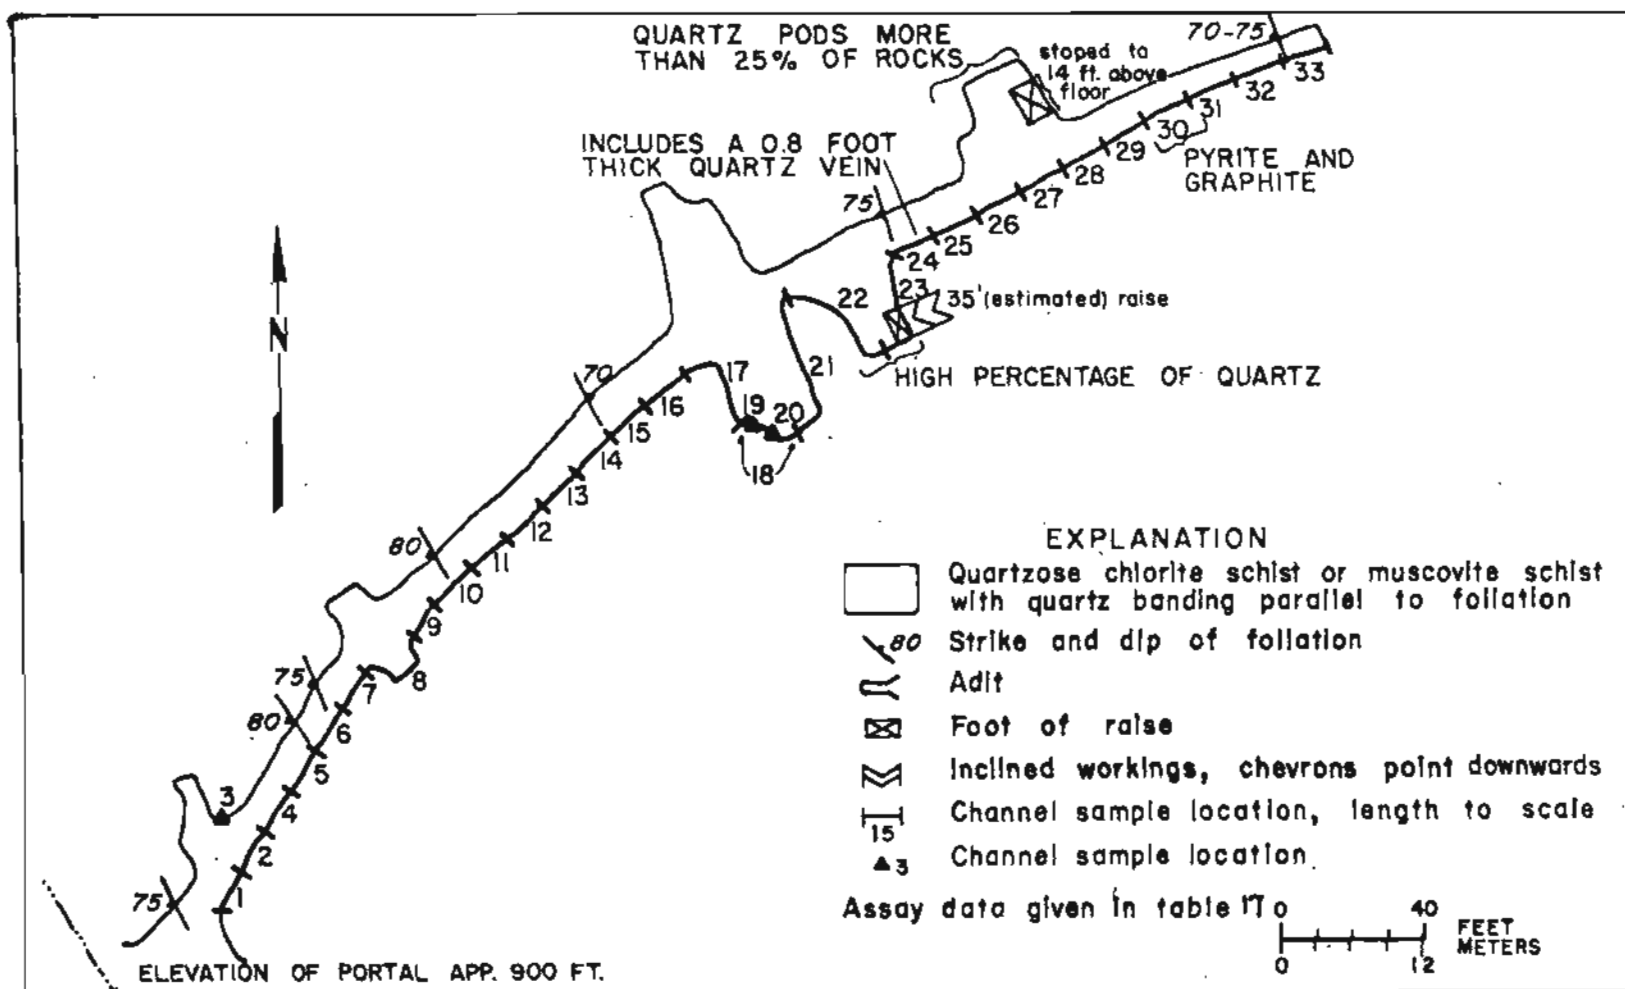 QUARTZ PODS MORE
THAN 25% OF ROCKS
stoped to
14 ft. above
floor
70-75
33
32
31
30
29
28
27
26
25
24
PYRITE AND
GRAPHITE
INCLUDES A 0.8 FOOT
THICK QUARTZ VEIN
75
23
22
35'(estimated) raise
HIGH PERCENTAGE OF QUARTZ
21
20
19
18
17
16
15
14
13
12
11
10
9
8
7
6
5
4
2
1
3
70
80
75
80
75
N
ELEVATION OF PORTAL APP. 900 FT.
EXPLANATION
Quartzose chlorite schist or muscovite schist
with quartz banding parallel to foliation
80 Strike and dip of foliation
Adit
Foot of raise
Inclined workings, chevrons point downwards
15 Channel sample location, length to scale
3 Channel sample location.
Assay data given in table 17
0 40
FEET
METERS
0 12